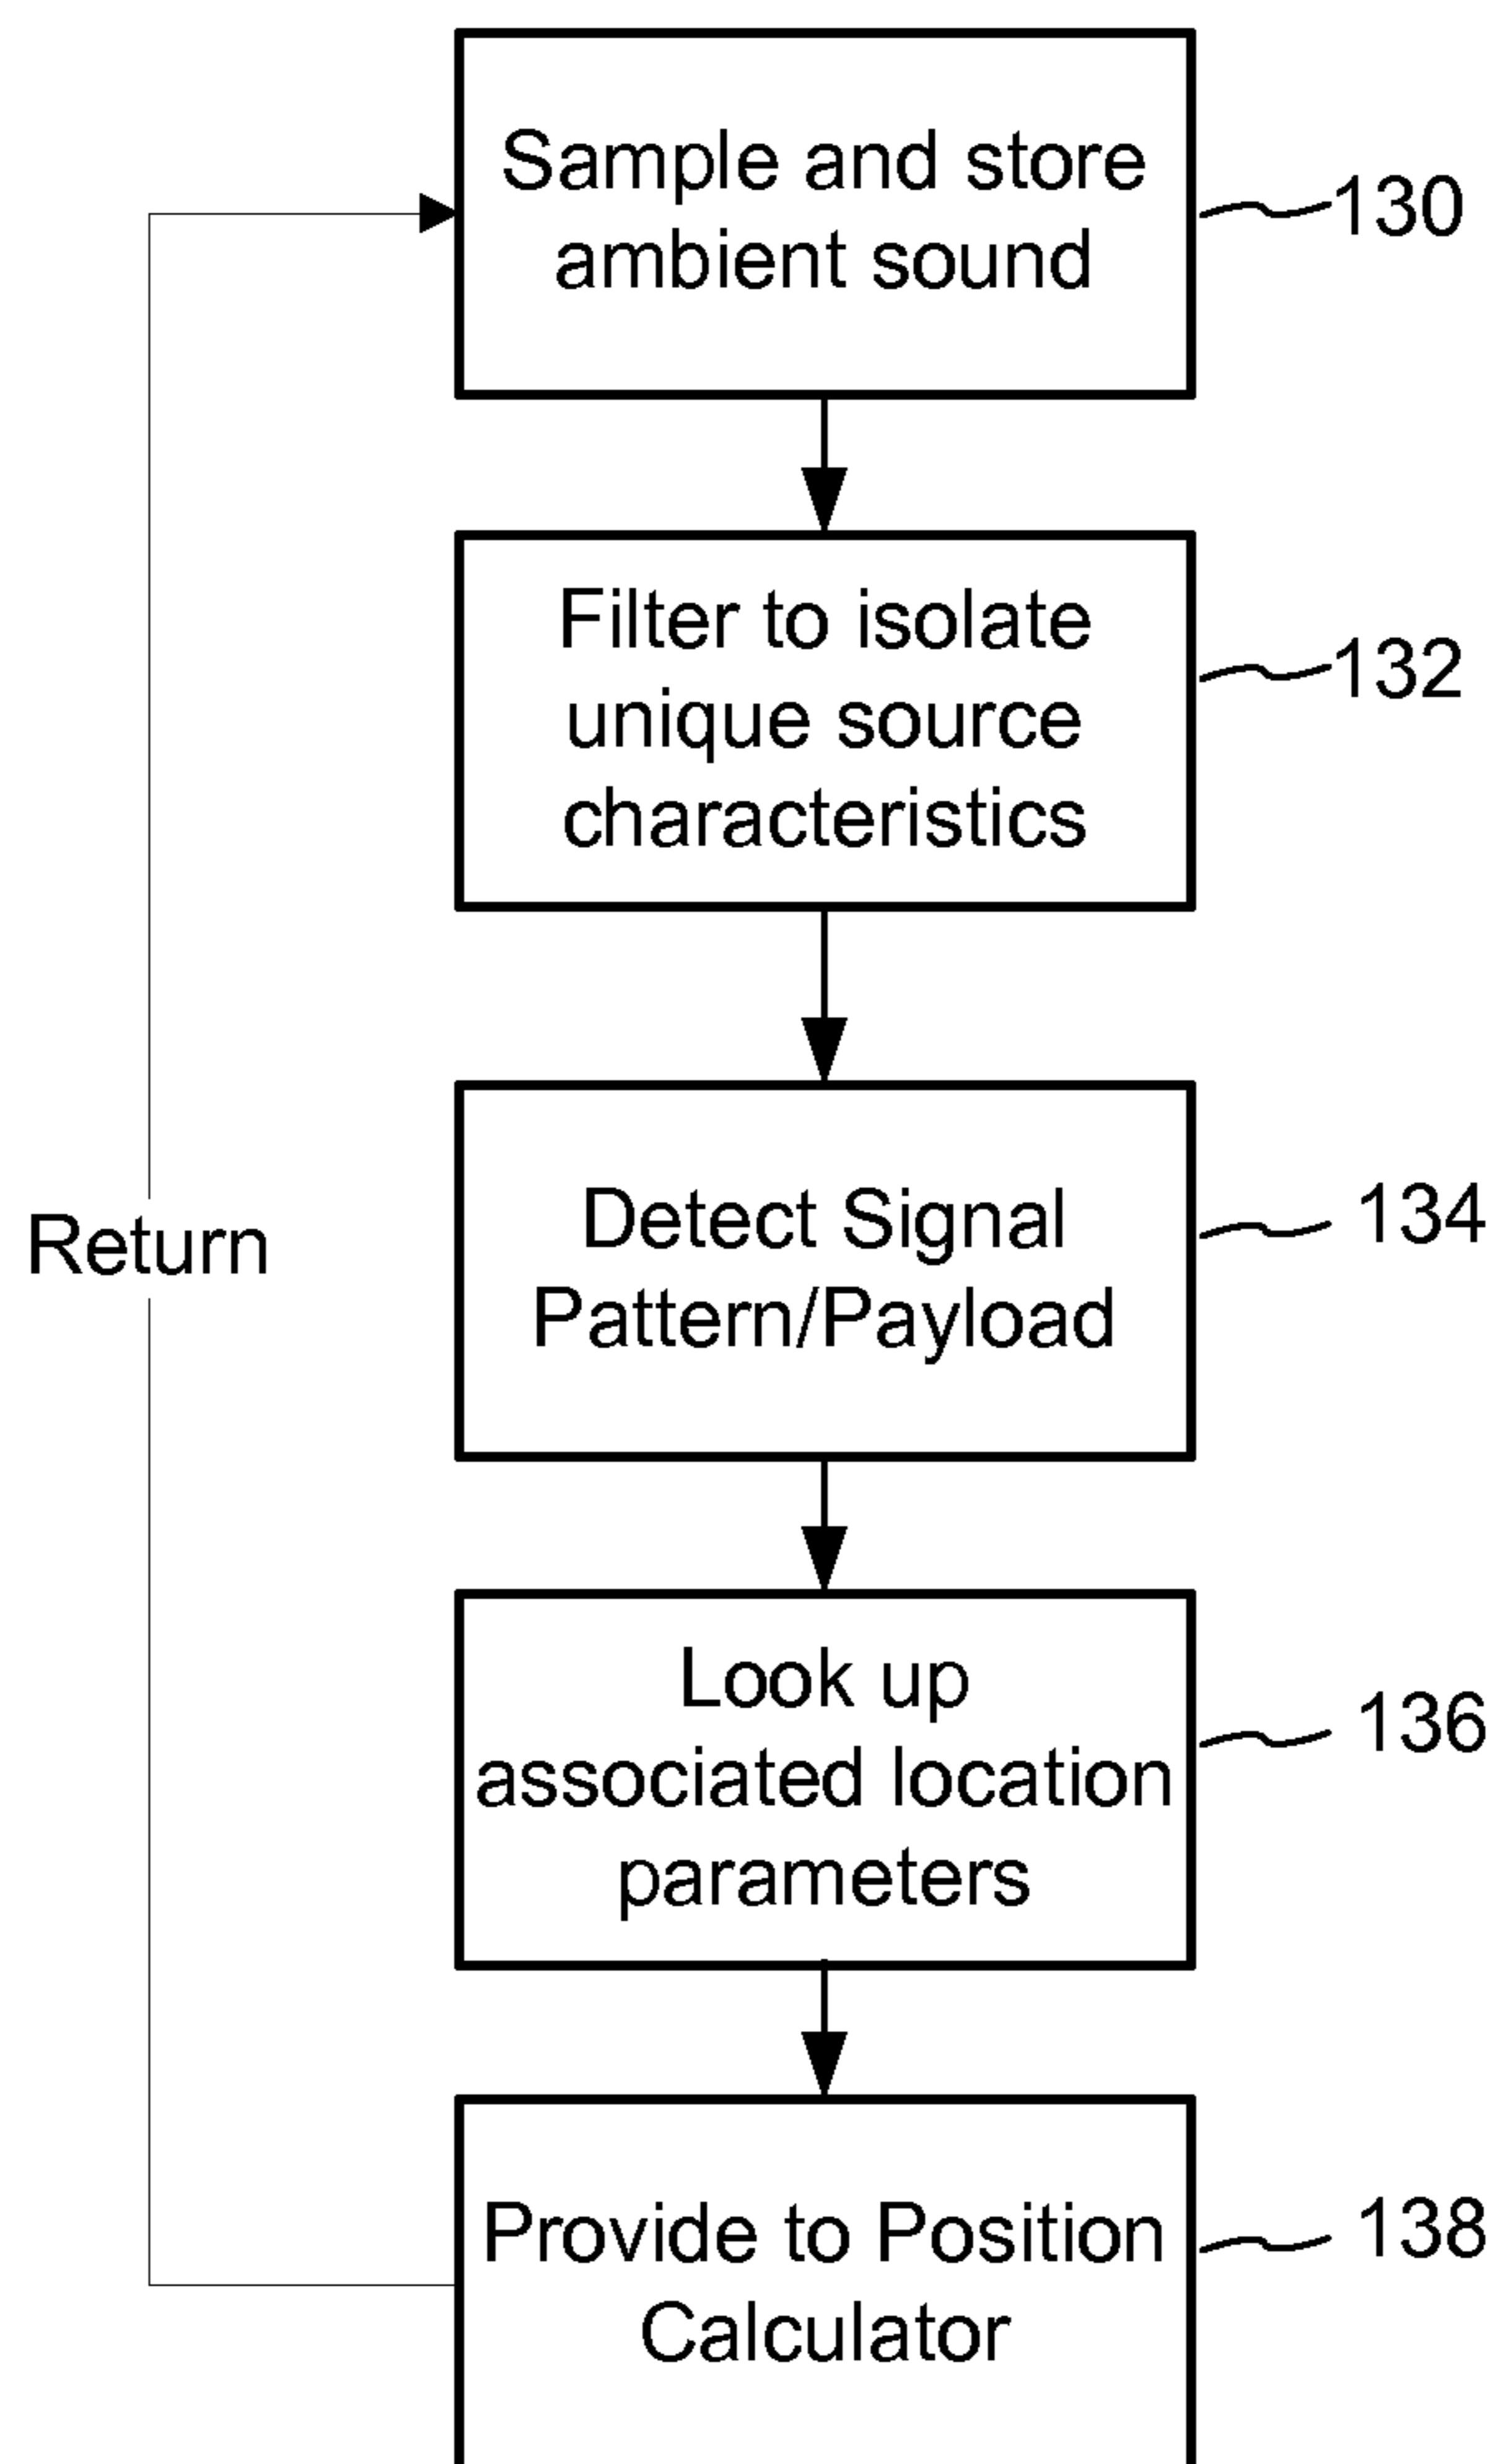 Sample and store
ambient sound
130
Filter to isolate
unique source
characteristics
132
Detect Signal
Pattern/Payload
134
Return
Look up
associated location
parameters
136
Provide to Position
Calculator
138